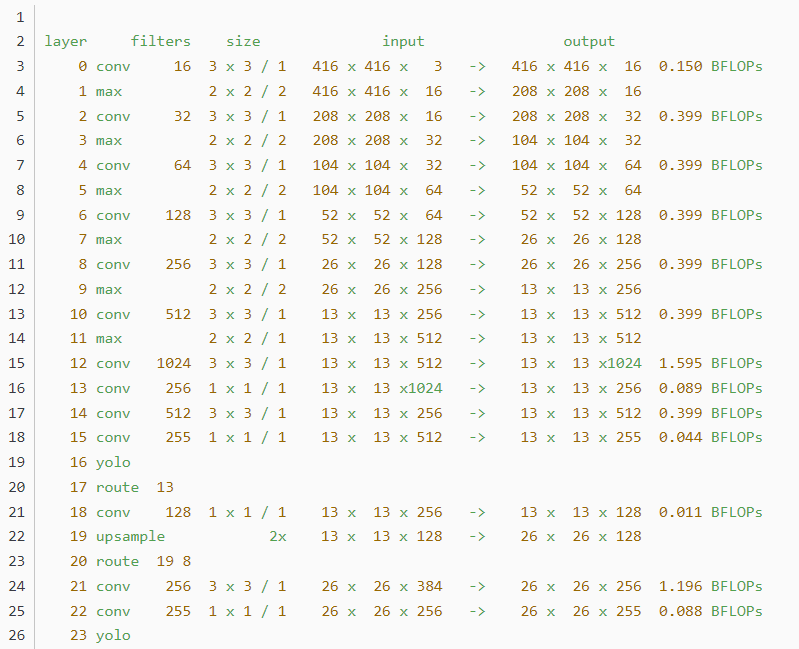 1
2 layer     filters    size              input                output
3     0 conv     16  3 x 3 / 1   416 x 416 x   3   ->   416 x 416 x  16  0.150 BFLOPs
4     1 max          2 x 2 / 2   416 x 416 x  16   ->   208 x 208 x  16
5     2 conv     32  3 x 3 / 1   208 x 208 x  16   ->   208 x 208 x  32  0.399 BFLOPs
6     3 max          2 x 2 / 2   208 x 208 x  32   ->   104 x 104 x  32
7     4 conv     64  3 x 3 / 1   104 x 104 x  32   ->   104 x 104 x  64  0.399 BFLOPs
8     5 max          2 x 2 / 2   104 x 104 x  64   ->    52 x  52 x  64
9     6 conv    128  3 x 3 / 1    52 x  52 x  64   ->    52 x  52 x 128  0.399 BFLOPs
10     7 max          2 x 2 / 2    52 x  52 x 128   ->    26 x  26 x 128
11     8 conv    256  3 x 3 / 1    26 x  26 x 128   ->    26 x  26 x 256  0.399 BFLOPs
12     9 max          2 x 2 / 2    26 x  26 x 256   ->    13 x  13 x 256
13    10 conv    512  3 x 3 / 1    13 x  13 x 256   ->    13 x  13 x 512  0.399 BFLOPs
14    11 max          2 x 2 / 1    13 x  13 x 512   ->    13 x  13 x 512
15    12 conv   1024  3 x 3 / 1    13 x  13 x 512   ->    13 x  13 x1024  1.595 BFLOPs
16    13 conv    256  1 x 1 / 1    13 x  13 x1024   ->    13 x  13 x 256  0.089 BFLOPs
17    14 conv    512  3 x 3 / 1    13 x  13 x 256   ->    13 x  13 x 512  0.399 BFLOPs
18    15 conv    255  1 x 1 / 1    13 x  13 x 512   ->    13 x  13 x 255  0.044 BFLOPs
19    16 yolo
20    17 route  13
21    18 conv    128  1 x 1 / 1    13 x  13 x 256   ->    13 x  13 x 128  0.011 BFLOPs
22    19 upsample            2x    13 x  13 x 128   ->    26 x  26 x 128
23    20 route  19 8
24    21 conv    256  3 x 3 / 1    26 x  26 x 384   ->    26 x  26 x 256  1.196 BFLOPs
25    22 conv    255  1 x 1 / 1    26 x  26 x 256   ->    26 x  26 x 255  0.088 BFLOPs
26    23 yolo